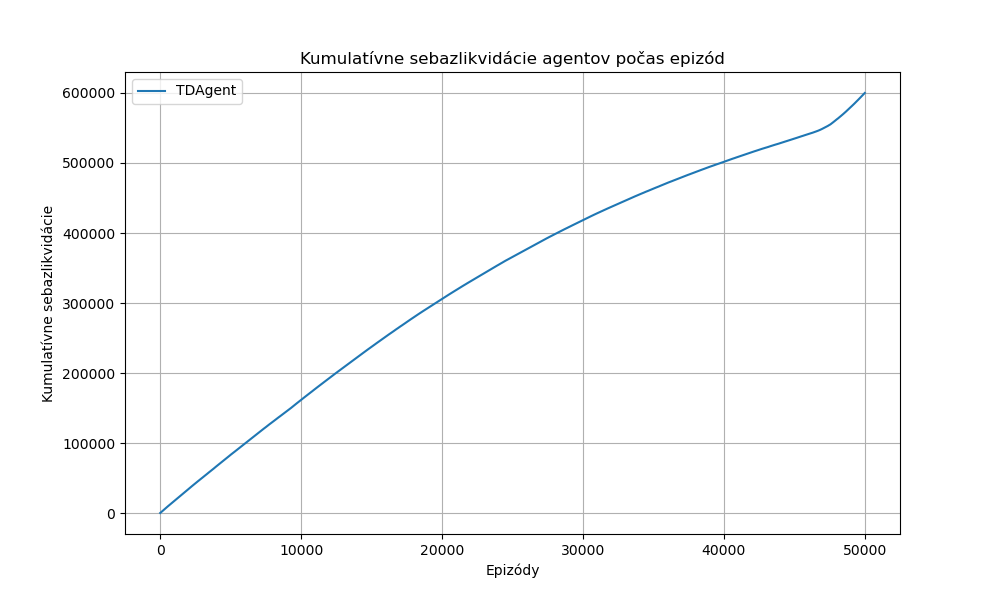 Kumulatívne sebazlikvidácie agentov počas epizód
TDAgent
Kumulatívne sebazlikvidácie
600000
500000
400000
300000
200000
100000
0
0 10000 20000 30000 40000 50000
Epizódy